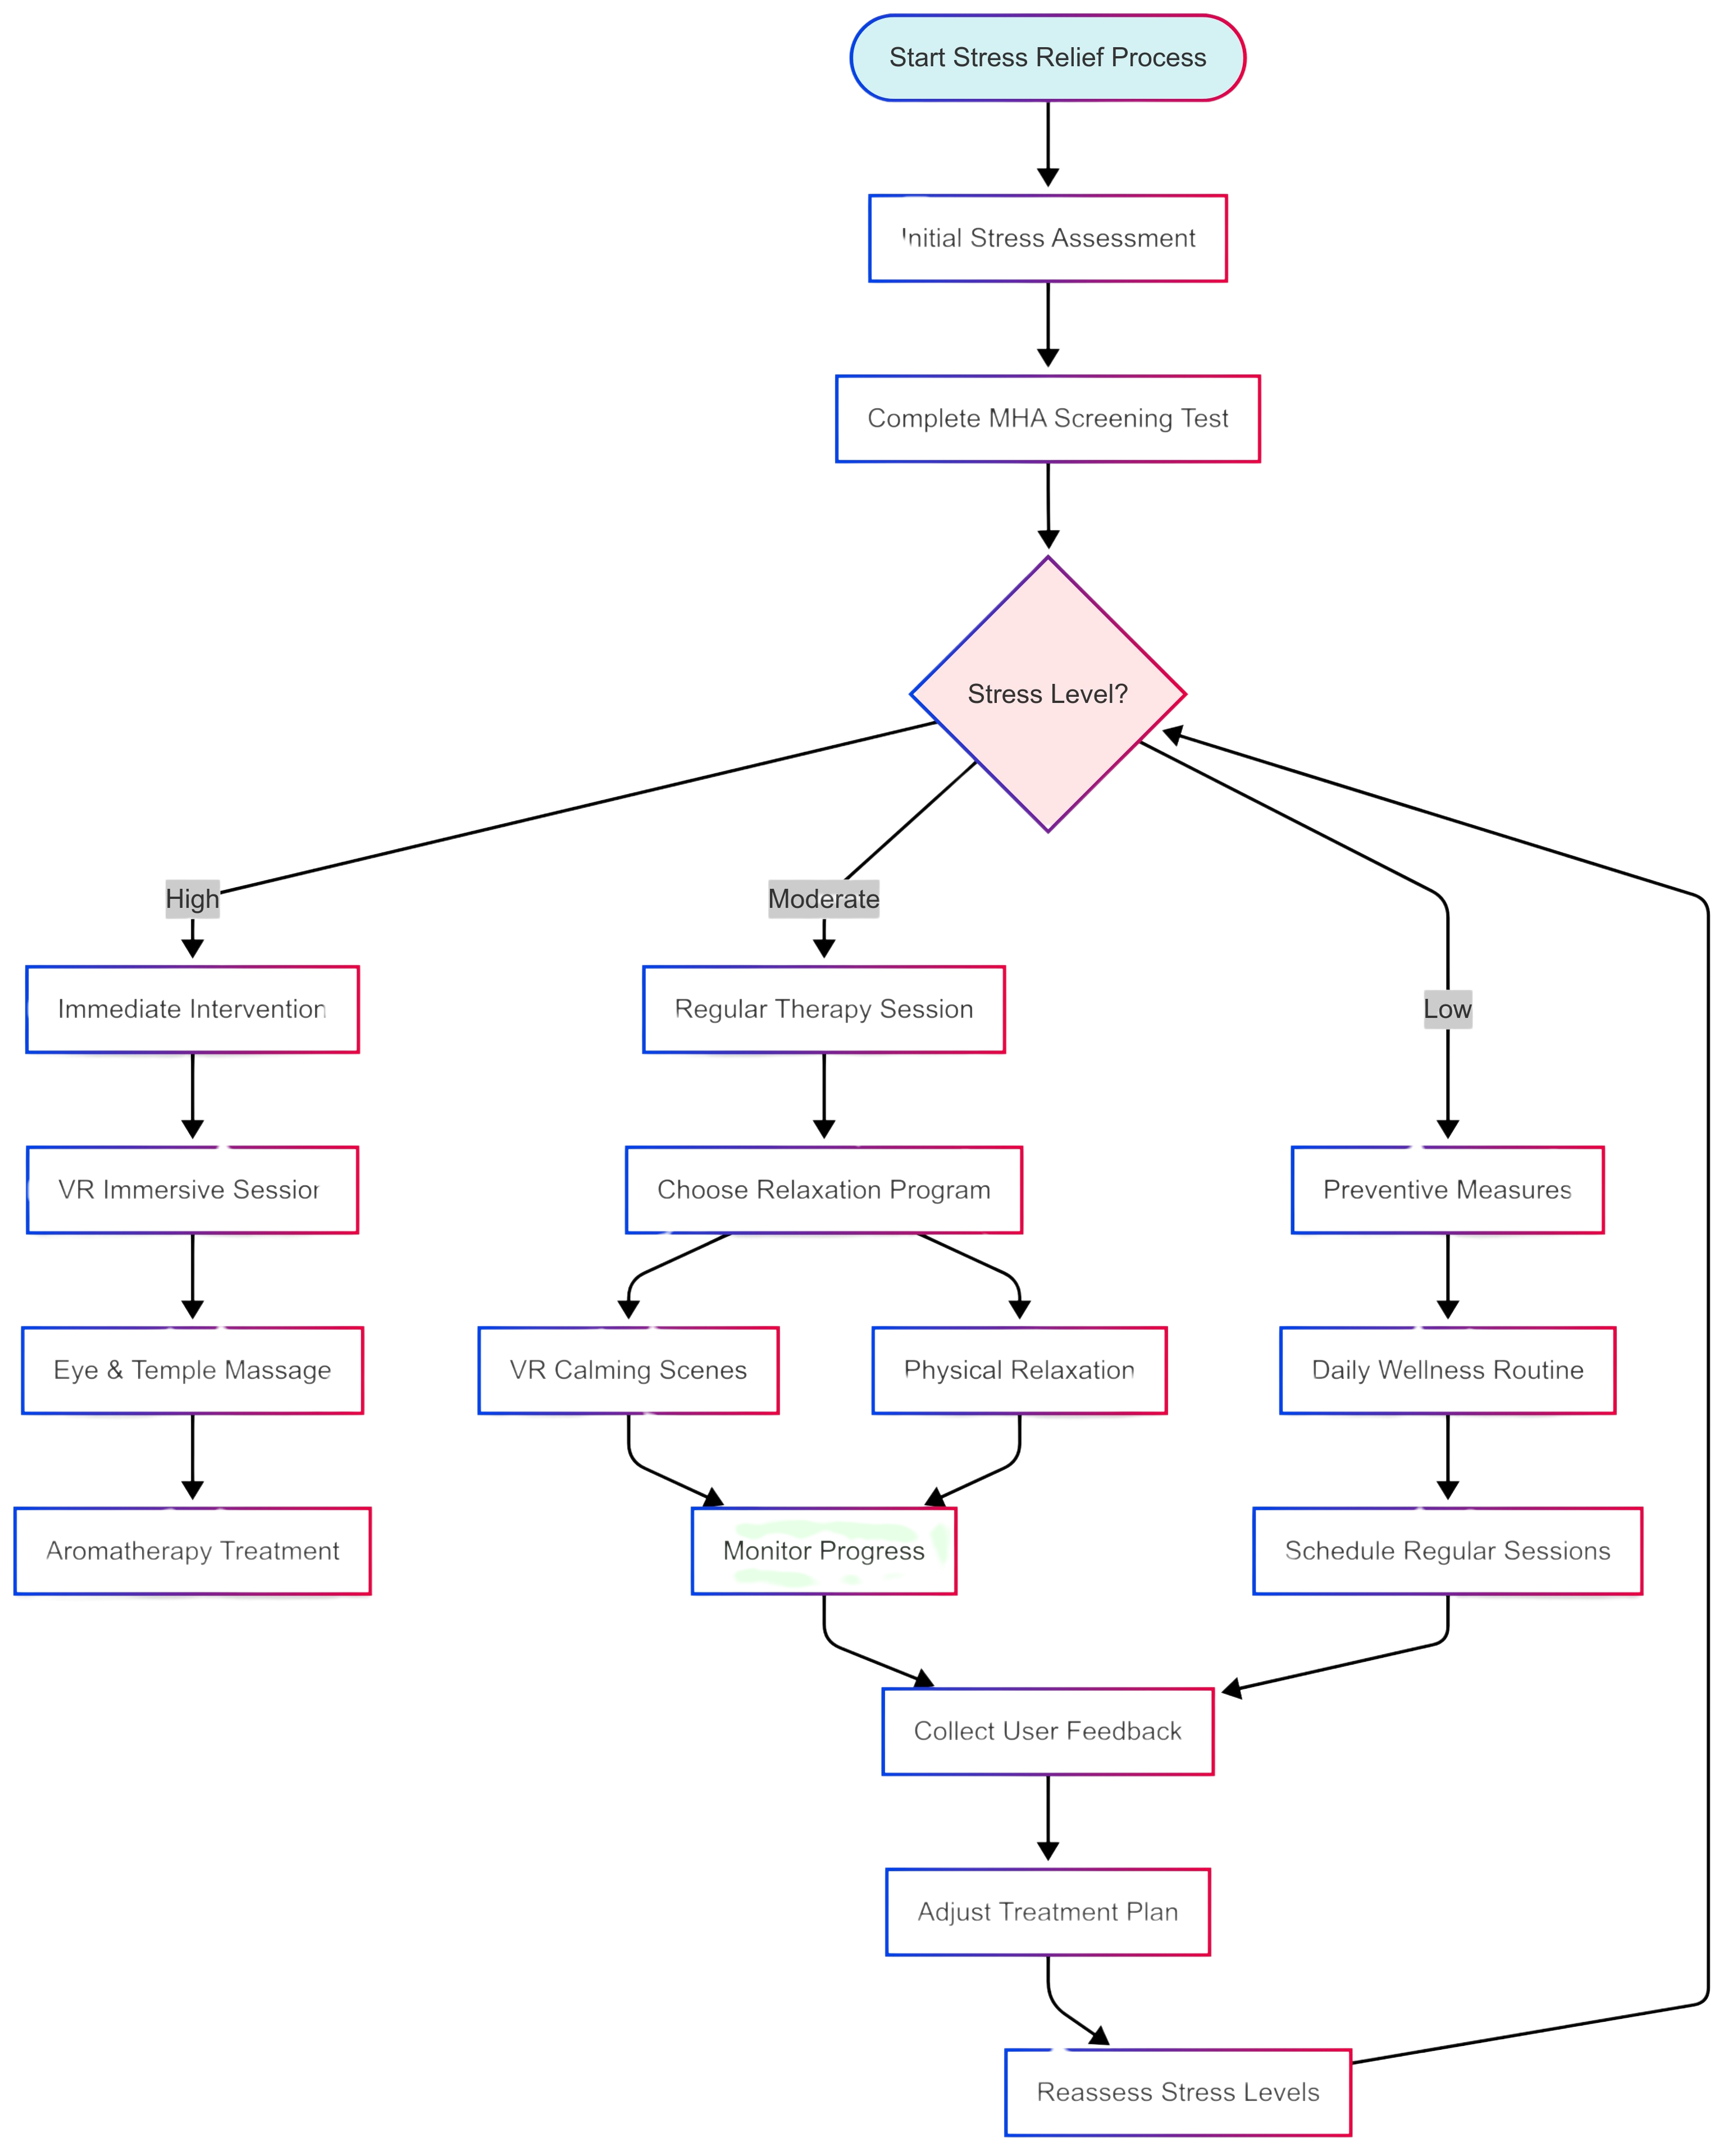 Start Stress Relief Process
Initial Stress Assessment
Complete MHA Screening Test
Stress Level?
High
Moderate
Low
Immediate Intervention
Regular Therapy Session
VR Immersive Session
Choose Relaxation Program
Preventive Measures
Eye & Temple Massage
VR Calming Scenes
Physical Relaxation
Daily Wellness Routine
Aromatherapy Treatment
Monitor Progress
Schedule Regular Sessions
Collect User Feedback
Adjust Treatment Plan
Reassess Stress Levels